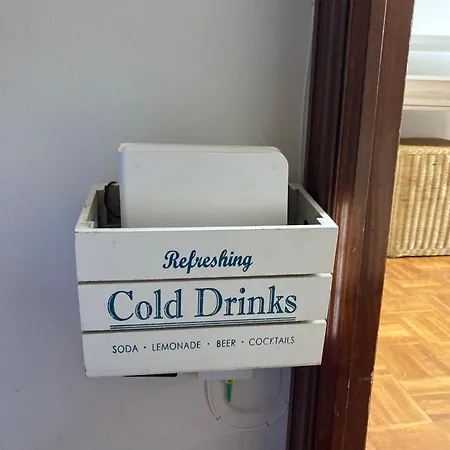 Refreshing
Cold Drinks
SODA · LEMONADE · BEER · COCKTAILS